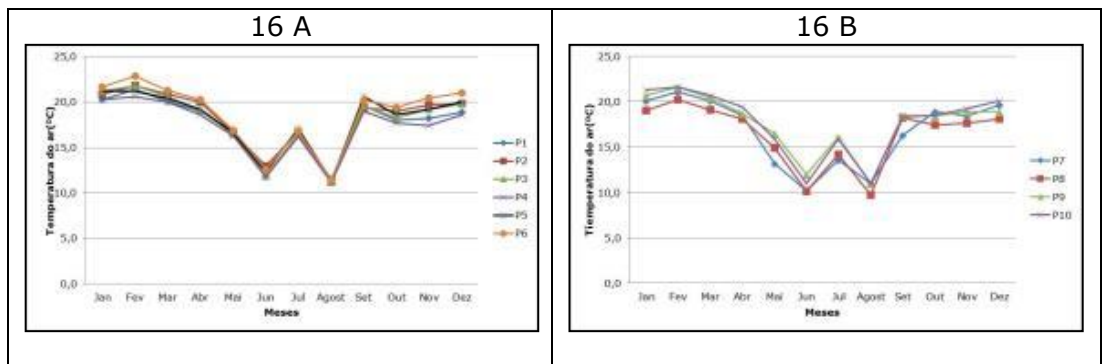 16 A
16 B
25,0
20,0
15,0
10,0
5,0
0,0
Temperatura do ar(ºC)
Jan Fev Mar Abr Mai Jun Jul Agost Set Out Nov Dez
Meses
P1
P2
P3
P4
P5
P6
25,0
20,0
15,0
10,0
5,0
0,0
Tiemperatura do ar(ºC)
Jan Fev Mar Abr Mai Jun Jul Agost Set Out Nov Dez
Meses
P7
P8
P9
P10